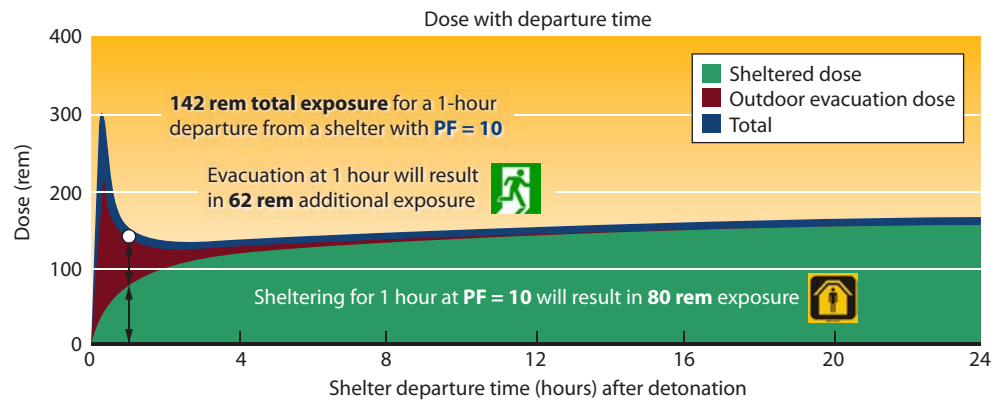 Dose with departure time
400
300
200
100
0
Dose (rem)
Sheltered dose
Outdoor evacuation dose
Total
142 rem total exposure for a 1-hour
departure from a shelter with PF = 10
Evacuation at 1 hour will result
in 62 rem additional exposure
Sheltering for 1 hour at PF = 10 will result in 80 rem exposure
0 4 8 12 16 20 24
Shelter departure time (hours) after detonation